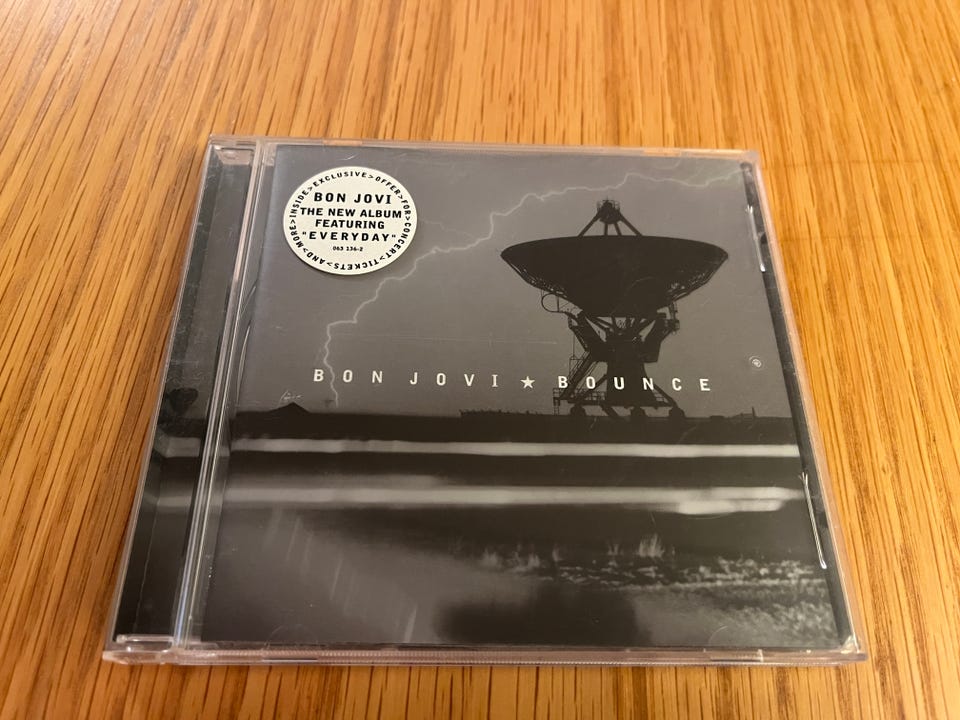 INSIDE>EXCLUSIVE>OFFER>FOR>CONCERT>TICKETS>AND>MORE>
BON JOVI
THE NEW ALBUM
FEATURING
"EVERYDAY"
063 136-2
BON JOVI ★ BOUNCE